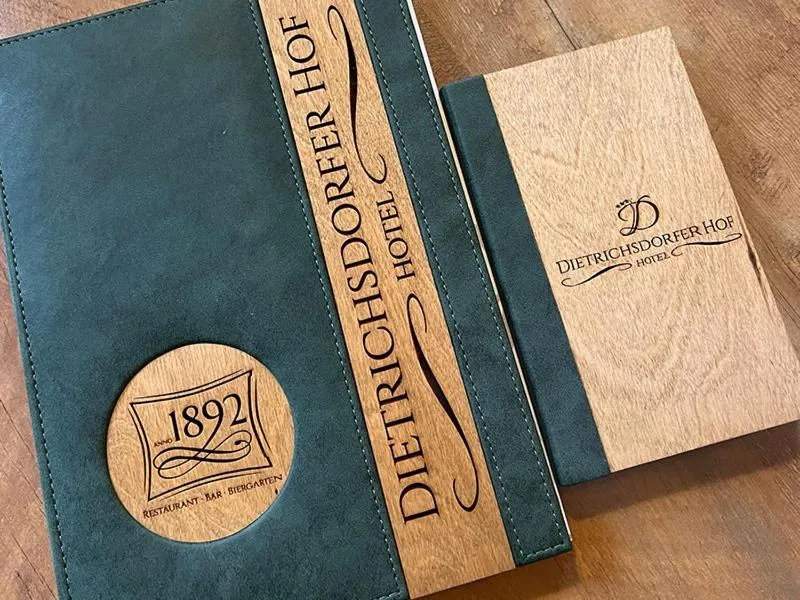 DIETRICHSDORFER HOF
HOTEL
ANNO 1892
RESTAURANT - BAR - BIERGARTEN
D
DIETRICHSDORFER HOF
HOTEL